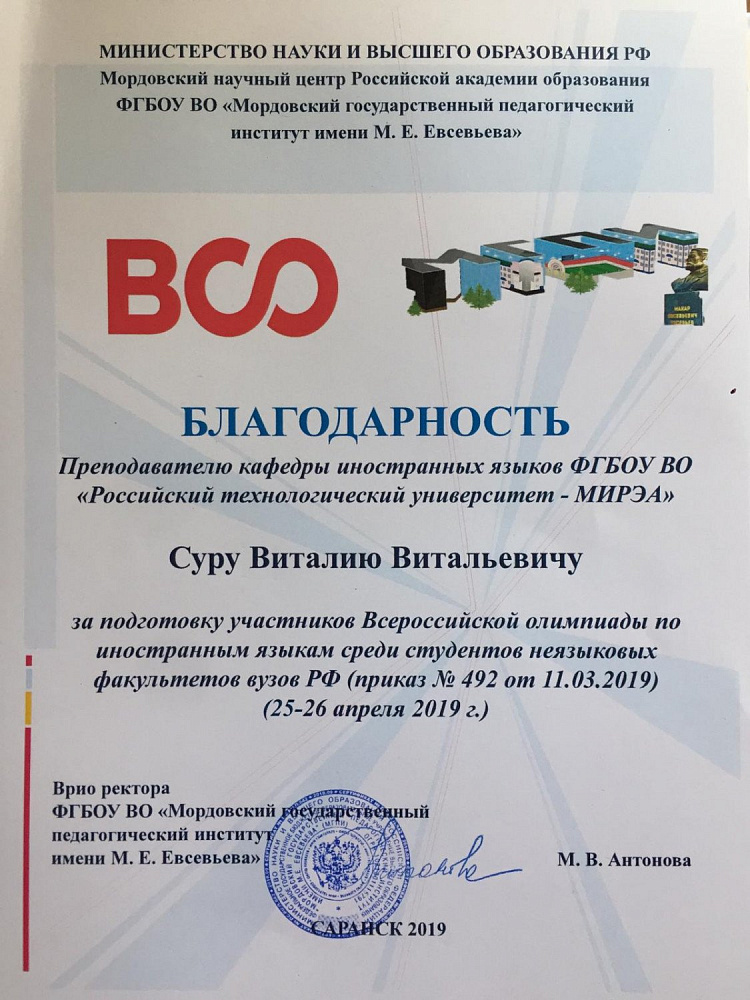 МИНИСТЕРСТВО НАУКИ И ВЫСШЕГО ОБРАЗОВАНИЯ РФ
Мордовский научный центр Российской академии образования
ФГБОУ ВО «Мордовский государственный педагогический
институт имени М. Е. Евсевьева»
ВСО
БЛАГОДАРНОСТЬ
Преподавателю кафедры иностранных языков ФГБОУ ВО
«Российский технологический университет - МИРЭА»
Суру Виталию Витальевичу
за подготовку участников Всероссийской олимпиады по
иностранным языкам среди студентов неязыковых
факультетов вузов РФ (приказ № 492 от 11.03.2019)
(25-26 апреля 2019 г.)
Врио ректора
ФГБОУ ВО «Мордовский государственный
педагогический институт
имени М. Е. Евсевьева»
М. В. Антонова
САРАНСК 2019